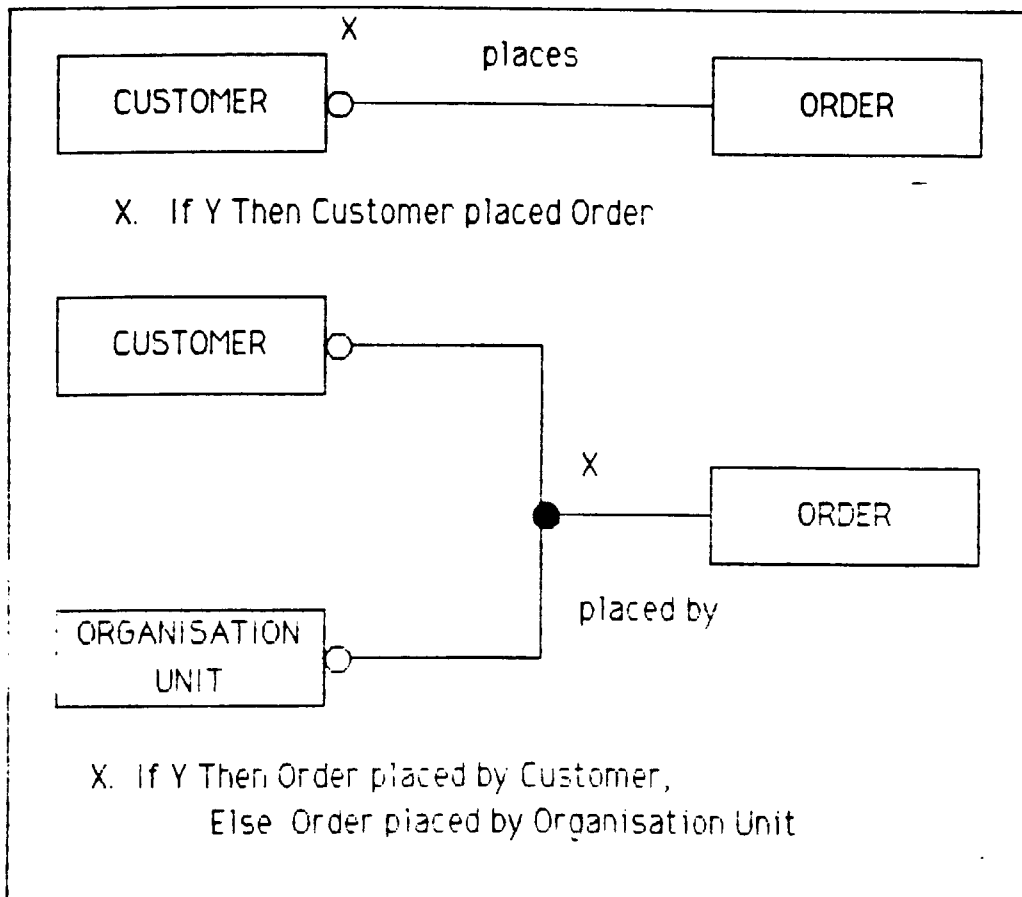 X
places
CUSTOMER
ORDER
X. If Y Then Customer placed Order
CUSTOMER
X
ORDER
placed by
ORGANISATION
UNIT
X. If Y Then Order placed by Customer,
Else Order placed by Organisation Unit